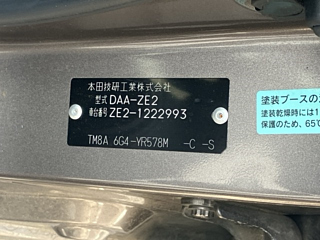 本田技研工業株式会社
型式 DAA-ZE2
車台番号 ZE2-1222993
TM8A 6G4-YR578M -C -S
塗装ブースの
塗装乾燥時には1
保護のため、65℃